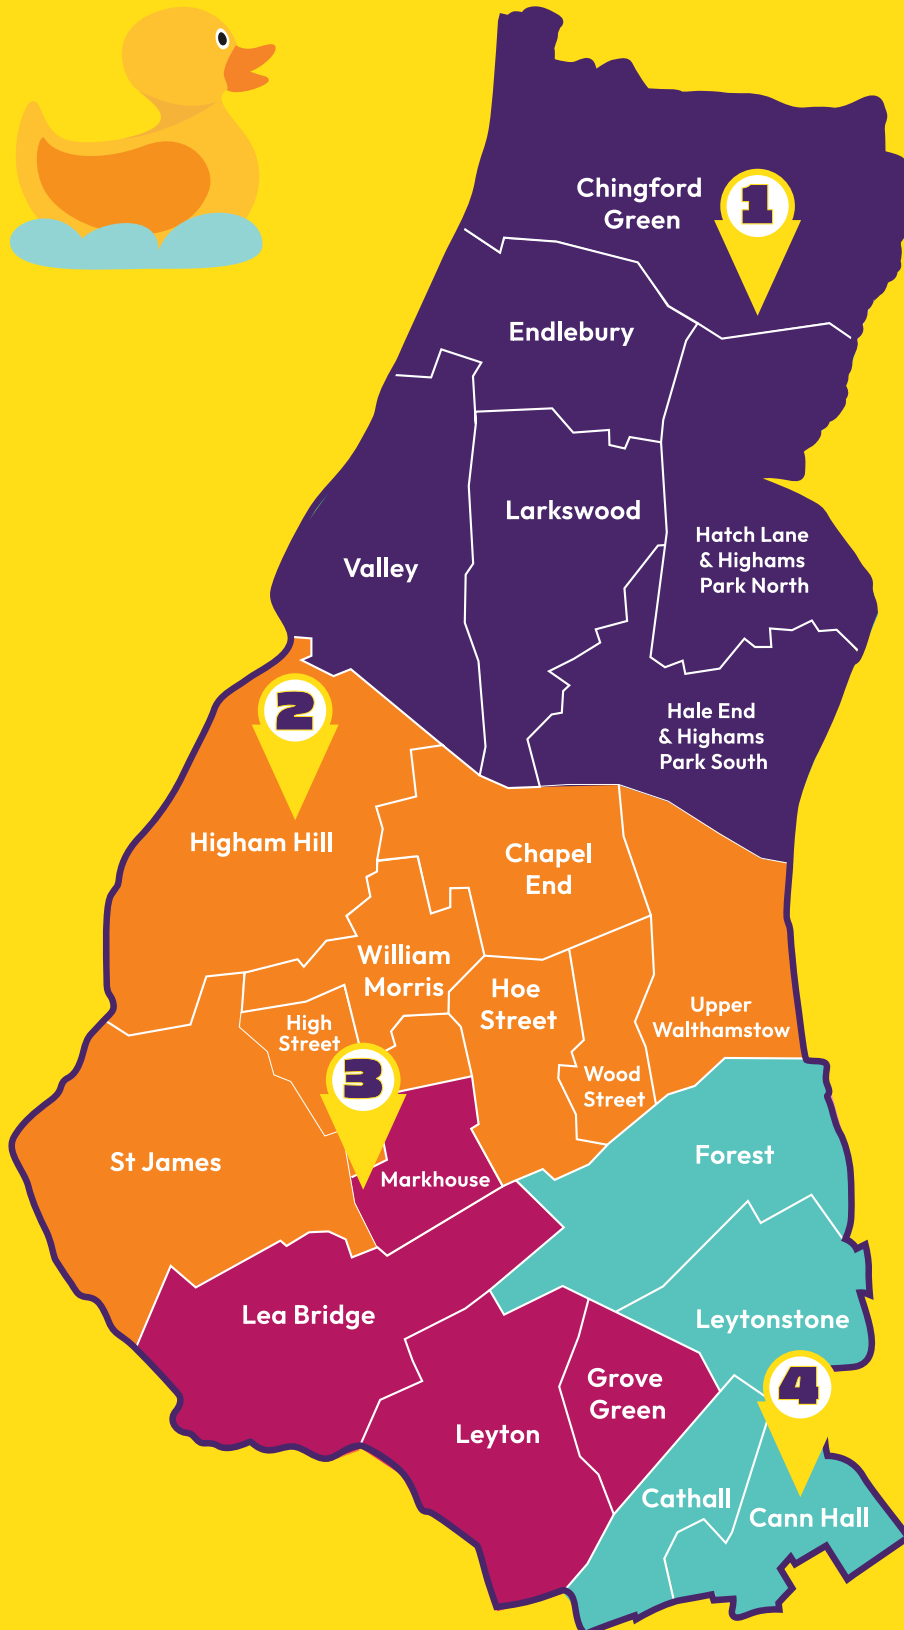 Chingford
Green
1
Endlebury
Larkswood
Valley
Hatch Lane
& Highams
Park North
Hale End
& Highams
Park South
2
Higham Hill
Chapel
End
William
Morris
Hoe
Street
Upper
Walthamstow
High
Street
3
Wood
Street
St James
Markhouse
Forest
Lea Bridge
Leytonstone
Grove
Green
4
Leyton
Cathall
Cann Hall